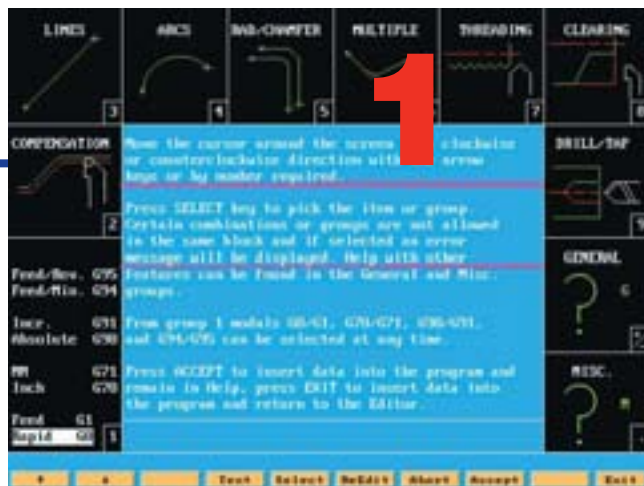 LINES
ARCS
RAD/CHAMFER
MULTIPLE
THREADING
CLEARING
3
4
5
7
8
1
COMPENSATION
2
DRILL/TAP
9
GENERAL
G
MISC.
M
Move the cursor around the screen clockwise
or counterclockwise direction with arrow
keys or by number required.
Press SELECT key to pick the item or group.
Certain combinations or groups are not allowed
in the same block and if selected an error
message will be displayed. Help with other
features can be found in the General and Misc.
groups.
From group 1 modals G0/G1, G70/G71, G90/G91,
and G94/G95 can be selected at any time.
Press ACCEPT to insert data into the program and
remain in Help, press EXIT to insert data into
the program and return to the Editor.
Feed/Rev. G95
Feed/Min. G94
Incr. G91
Absolute G90
MM G71
Inch G70
Feed G1
Rapid G0
1
Text Select ReEdit Abort Accept Exit